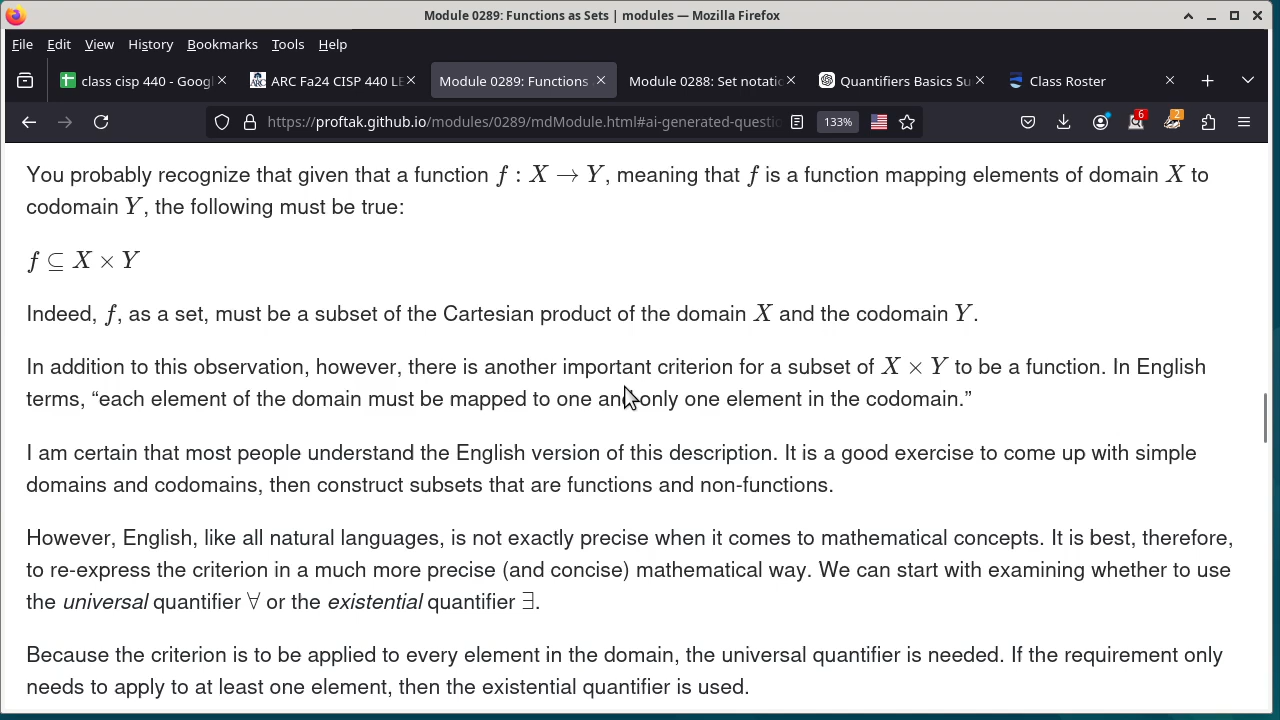 Module 0289: Functions as Sets | modules — Mozilla Firefox
File Edit View History Bookmarks Tools Help
class cisp 440 - Googl
ARC Fa24 CISP 440 LE
Module 0289: Functions
Module 0288: Set notatic
Quantifiers Basics Su
Class Roster
https://proftak.github.io/modules/0289/mdModule.html#ai-generated-questic
133%
6
2
You probably recognize that given that a function f : X → Y, meaning that f is a function mapping elements of domain X to
codomain Y, the following must be true:
f ⊆ X × Y
Indeed, f, as a set, must be a subset of the Cartesian product of the domain X and the codomain Y.
In addition to this observation, however, there is another important criterion for a subset of X × Y to be a function. In English
terms, “each element of the domain must be mapped to one and only one element in the codomain.”
I am certain that most people understand the English version of this description. It is a good exercise to come up with simple
domains and codomains, then construct subsets that are functions and non-functions.
However, English, like all natural languages, is not exactly precise when it comes to mathematical concepts. It is best, therefore,
to re-express the criterion in a much more precise (and concise) mathematical way. We can start with examining whether to use
the universal quantifier ∀ or the existential quantifier ∃.
Because the criterion is to be applied to every element in the domain, the universal quantifier is needed. If the requirement only
needs to apply to at least one element, then the existential quantifier is used.